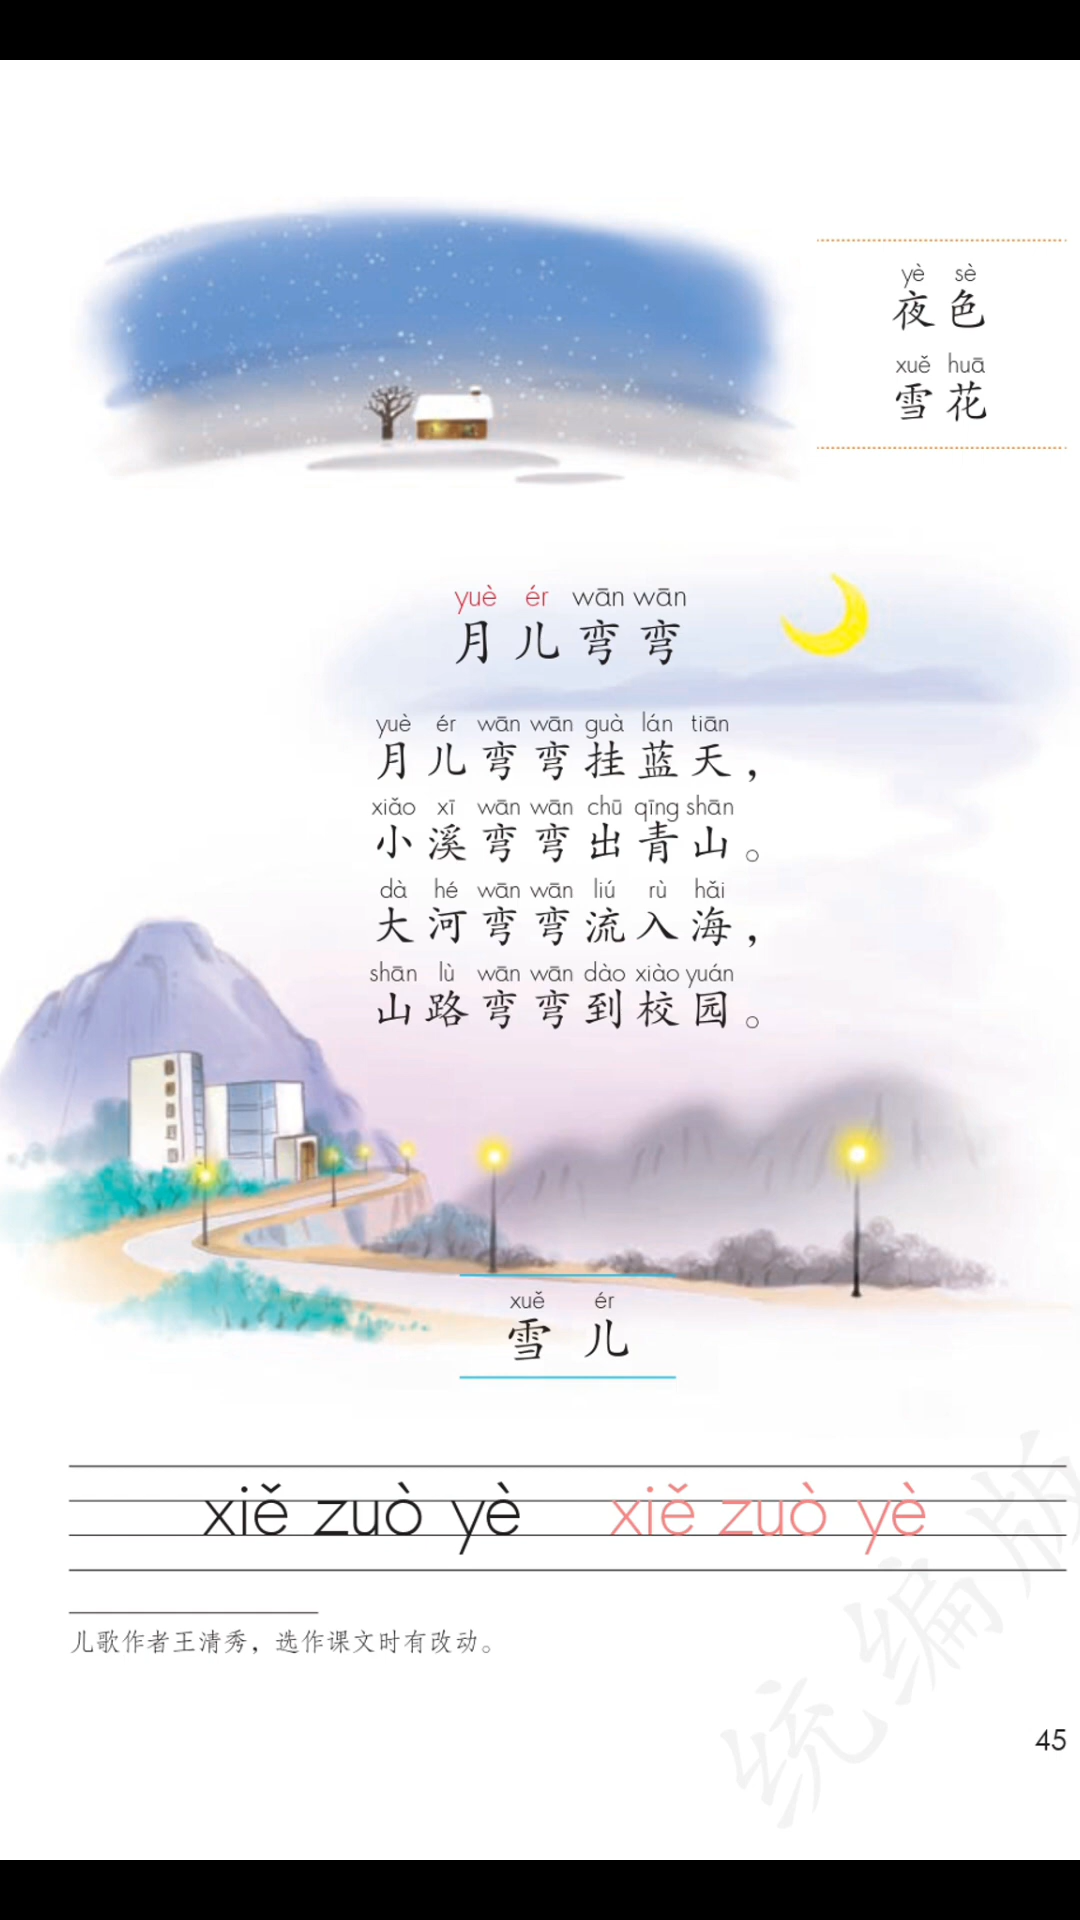 yè sè
夜色
xuě huā
雪花
yuè ér wān wān
月儿弯弯
yuè ér wān wān guà lán tiān
月儿弯弯挂蓝天，
xiǎo xī wān wān chū qīng shān
小溪弯弯出青山。
dà hé wān wān liú rù hǎi
大河弯弯流入海，
shān lù wān wān dào xiào yuán
山路弯弯到校园。
xuě ér
雪儿
xiě zuò yè xiě zuò yè
儿歌作者王清秀，选作课文时有改动。
统编版
45